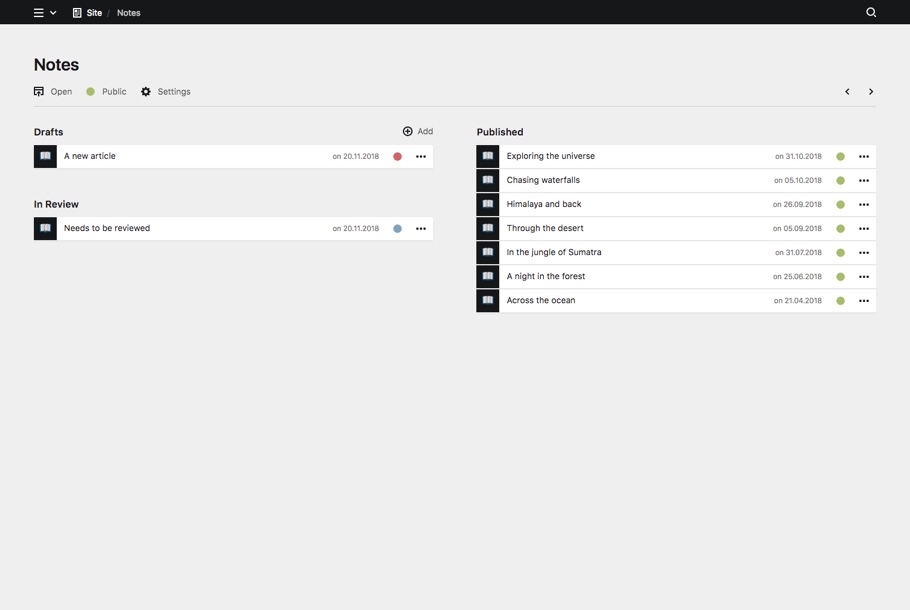 Site / Notes
Notes
Open Public Settings
Drafts Add
A new article on 20.11.2018
In Review
Needs to be reviewed on 20.11.2018
Published
Exploring the universe on 31.10.2018
Chasing waterfalls on 05.10.2018
Himalaya and back on 26.09.2018
Through the desert on 05.09.2018
In the jungle of Sumatra on 31.07.2018
A night in the forest on 25.06.2018
Across the ocean on 21.04.2018